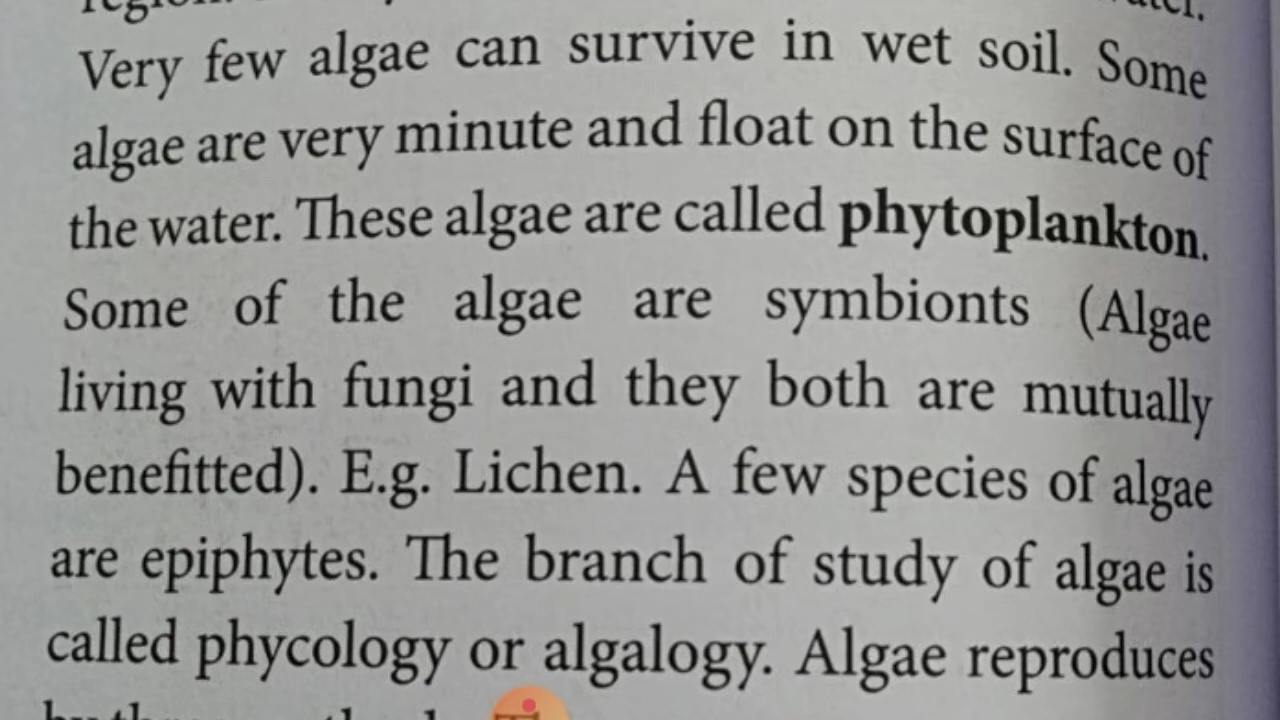 Very few algae can survive in wet soil. Some
algae are very minute and float on the surface of
the water. These algae are called phytoplankton.
Some of the algae are symbionts (Algae
living with fungi and they both are mutually
benefitted). E.g. Lichen. A few species of algae
are epiphytes. The branch of study of algae is
called phycology or algalogy. Algae reproduces